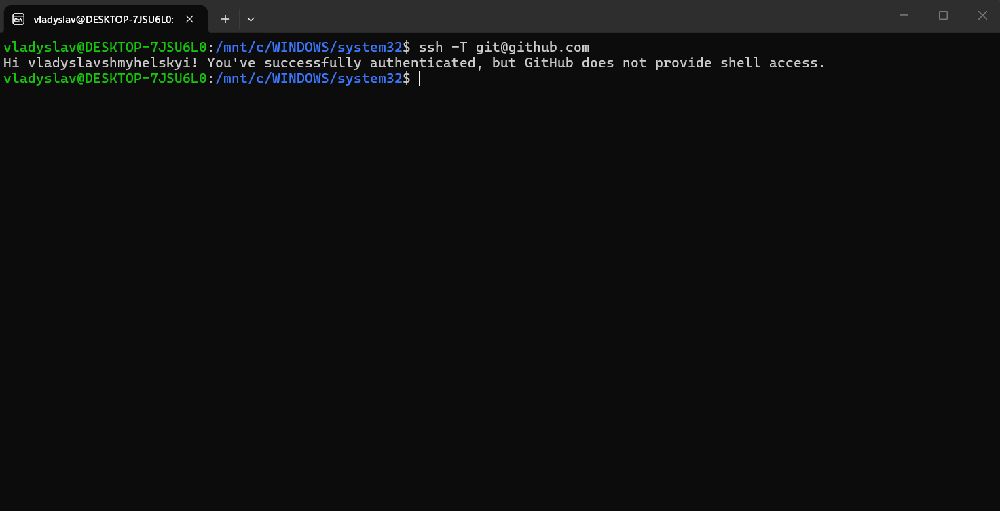 vladyslav@DESKTOP-7JSU6L0:
vladyslav@DESKTOP-7JSU6L0:/mnt/c/WINDOWS/system32$ ssh -T git@github.com
Hi vladyslavshmyhelskyi! You've successfully authenticated, but GitHub does not provide shell access.
vladyslav@DESKTOP-7JSU6L0:/mnt/c/WINDOWS/system32$